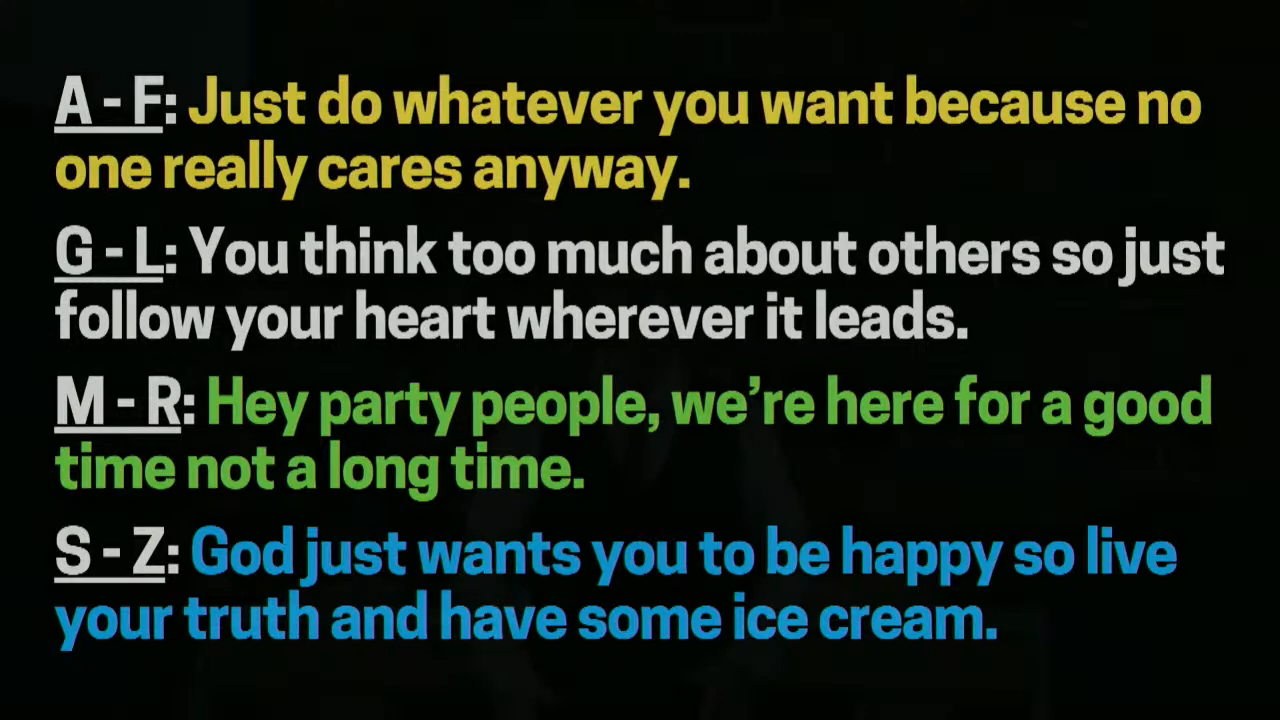 A - F: Just do whatever you want because no
one really cares anyway.
G - L: You think too much about others so just
follow your heart wherever it leads.
M - R: Hey party people, we’re here for a good
time not a long time.
S - Z: God just wants you to be happy so live
your truth and have some ice cream.